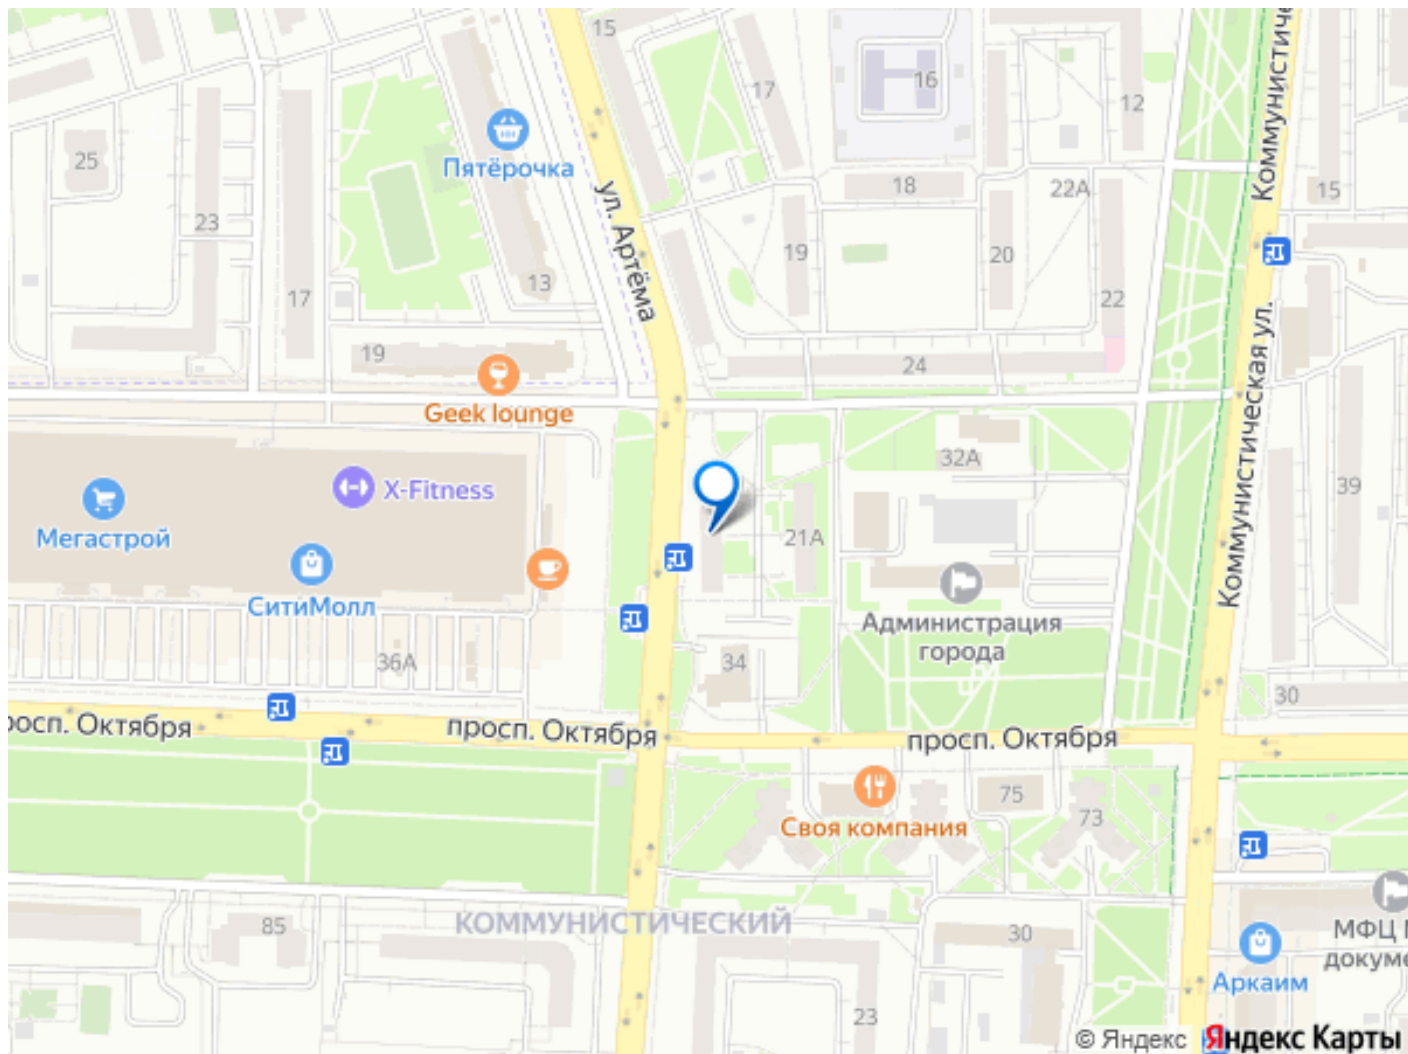 15
17
16
12
Коммунистиче
25
Пятёрочка
18
22А
15
23
ул. Артёма
19
20
13
17
22
19
24
Geek lounge
Коммунистическая ул.
32А
39
X-Fitness
Мегастрой
21А
СитиМолл
Администрация
города
36А
34
30
росп. Октября
просп. Октября
просп. Октября
75
73
Своя компания
85
КОММУНИСТИЧЕСКИЙ
30
МФЦ
докуме
Аркаим
23
© Яндекс
Яндекс Карты